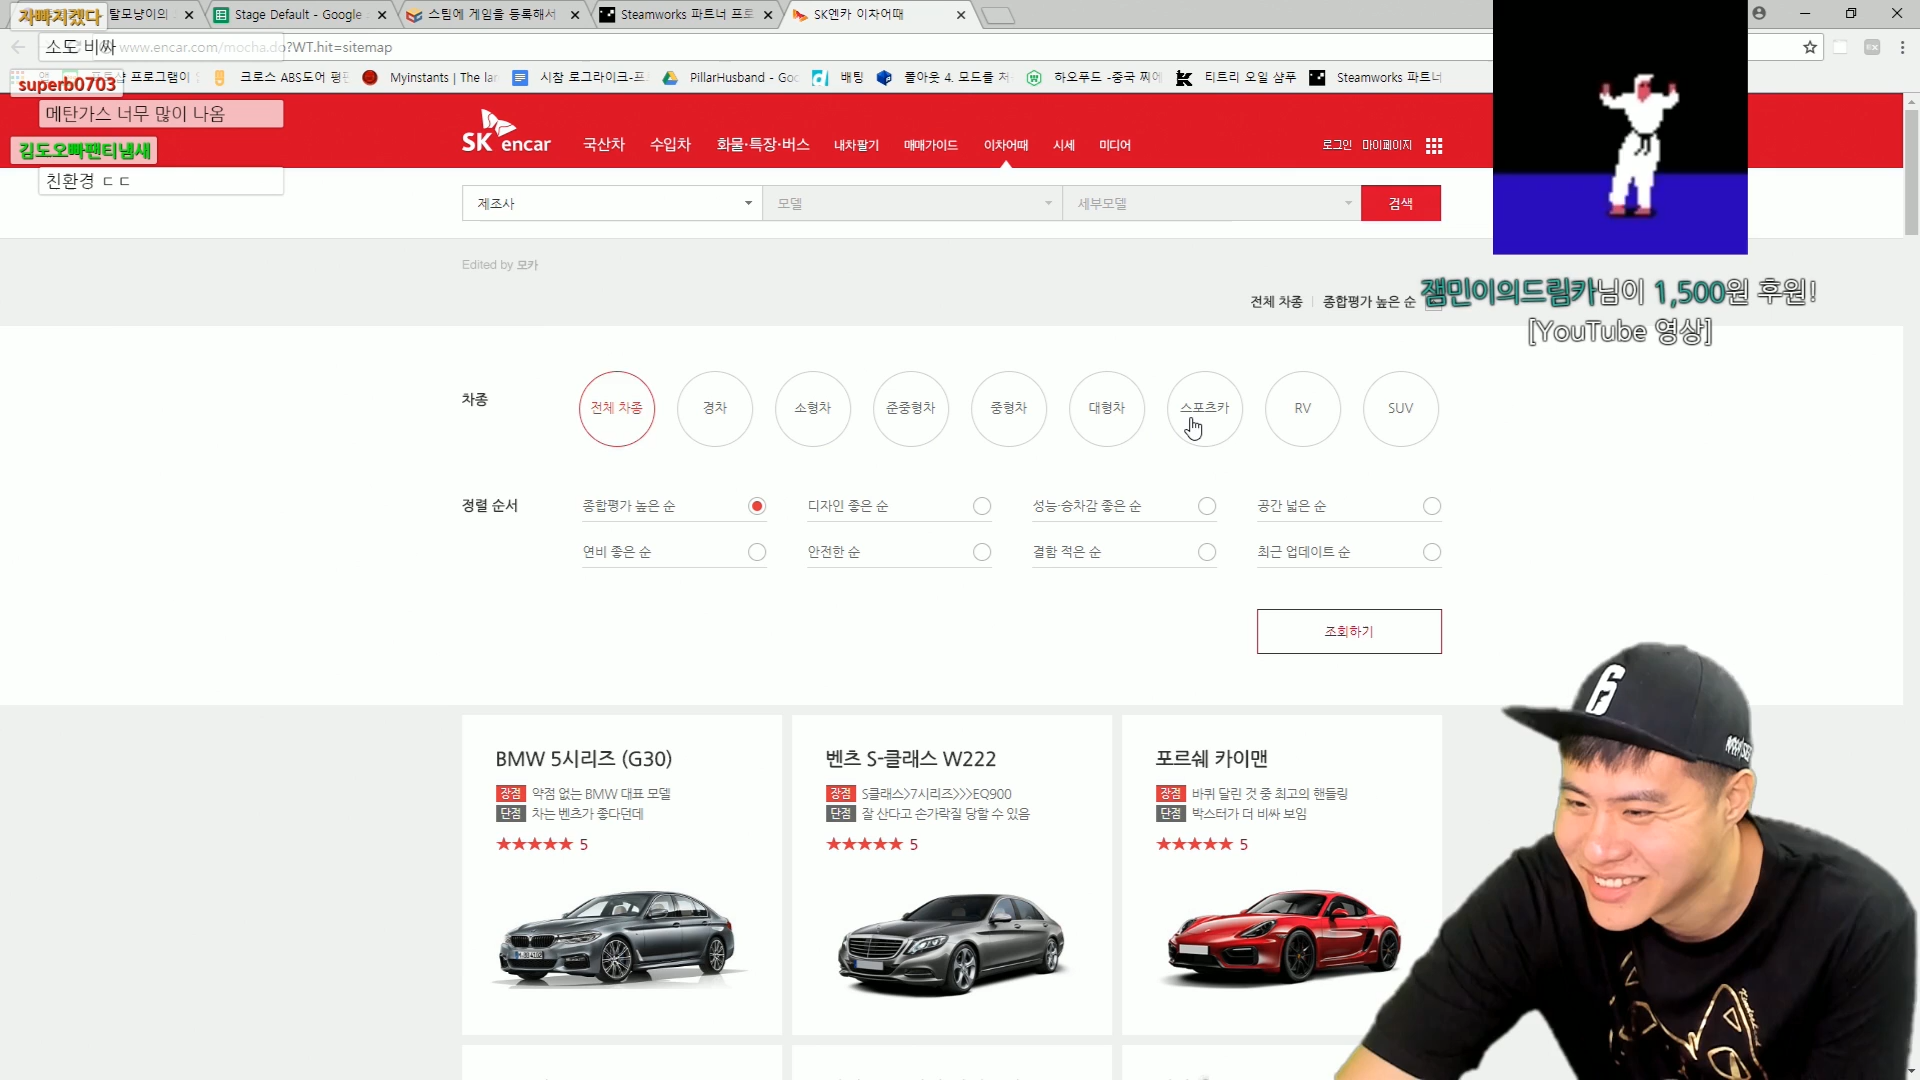 자빠지겠다
탈모냥이의
Stage Default - Google
스팀에 게임을 등록해서
Steamworks 파트너 프로
SK엔카 이차어때
소도 비싸
www.encar.com/mocha.do?WT.hit=sitemap
프로그램이
크로스 ABS도어 평판
Myinstants | The lar
시참 로그라이크-프
PillarHusband - Goo
배팅
폴아웃 4. 모드를 처
하오푸드 -중국 찌에
티트리 오일 샴푸
Steamworks 파트너
superb0703
메탄가스 너무 많이 나옴
김도오빠팬티냄새
친환경 ㄷㄷ
SK encar
국산차
수입차
화물·특장·버스
내차팔기
매매가이드
이차어때
시세
미디어
로그인
마이페이지
제조사
모델
세부모델
검색
Edited by 모카
전체 차종
종합평가 높은 순
잼민이의드림카님이 1,500원 후원!
[YouTube 영상]
차종
전체 차종
경차
소형차
준중형차
중형차
대형차
스포츠카
RV
SUV
정렬 순서
종합평가 높은 순
디자인 좋은 순
성능·승차감 좋은 순
공간 넓은 순
연비 좋은 순
안전한 순
결함 적은 순
최근 업데이트 순
조회하기
BMW 5시리즈 (G30)
장점 약점 없는 BMW 대표 모델
단점 차는 벤츠가 좋다던데
★★★★★ 5
벤츠 S-클래스 W222
장점 S클래스>7시리즈>>>EQ900
단점 잘 산다고 손가락질 당할 수 있음
★★★★★ 5
포르쉐 카이맨
장점 바퀴 달린 것 중 최고의 핸들링
단점 박스터가 더 비싸 보임
★★★★★ 5